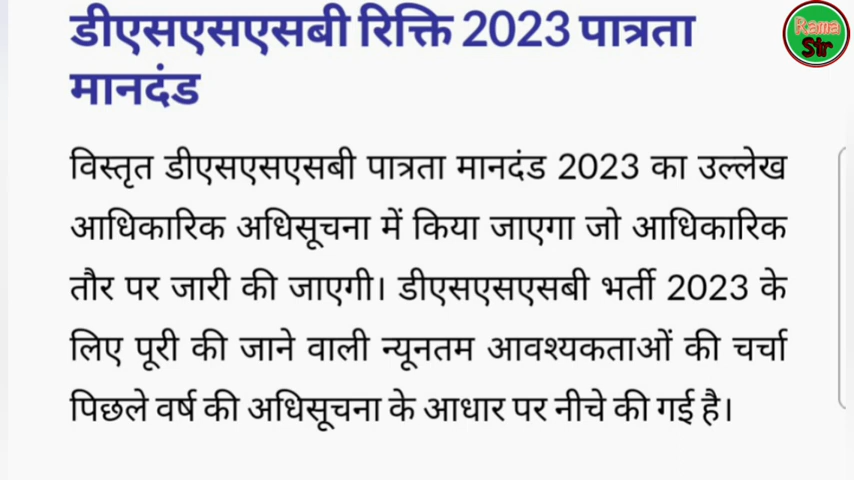 डीएसएसएसबी रिक्ति 2023 पात्रता
मानदंड
Rama
Str
विस्तृत डीएसएसएसबी पात्रता मानदंड 2023 का उल्लेख
आधिकारिक अधिसूचना में किया जाएगा जो आधिकारिक
तौर पर जारी की जाएगी। डीएसएसएसबी भर्ती 2023 के
लिए पूरी की जाने वाली न्यूनतम आवश्यकताओं की चर्चा
पिछले वर्ष की अधिसूचना के आधार पर नीचे की गई है।